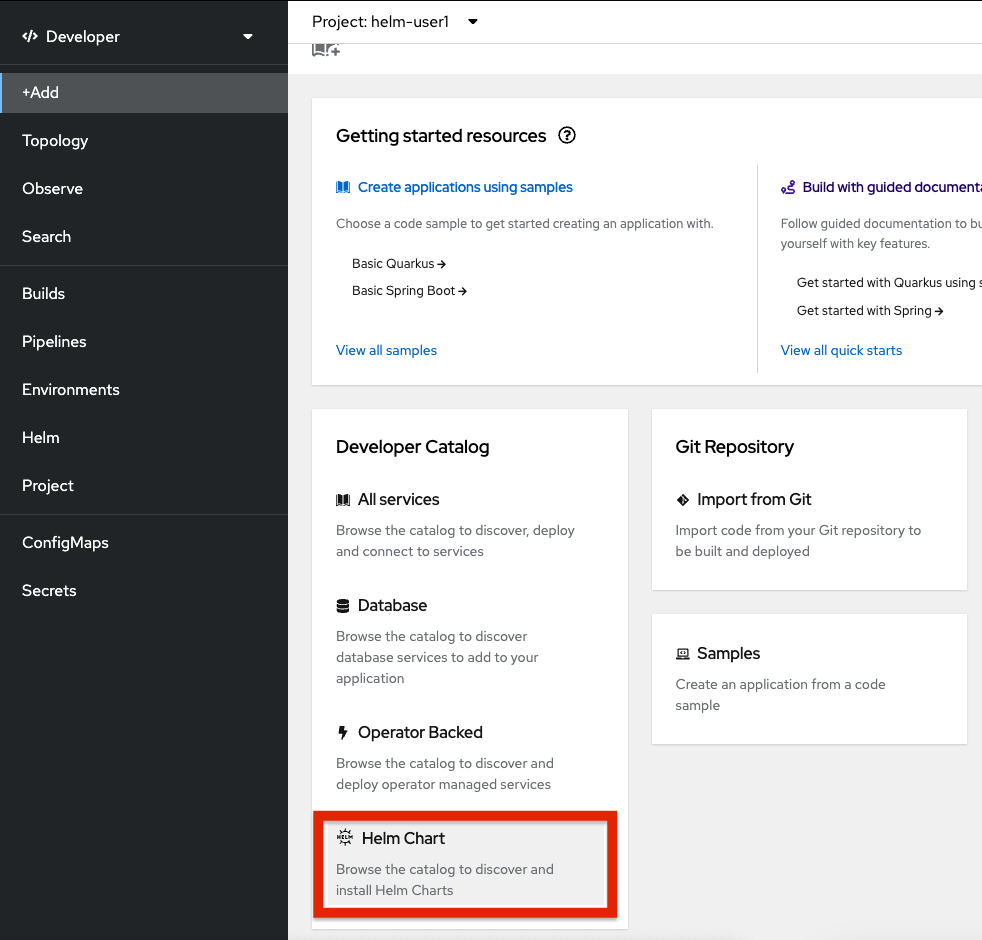 Developer
+Add
Topology
Observe
Search
Builds
Pipelines
Environments
Helm
Project
ConfigMaps
Secrets
Project: helm-user1
Getting started resources
Create applications using samples
Choose a code sample to get started creating an application with.
Basic Quarkus
Basic Spring Boot
View all samples
Build with guided documenta
Follow guided documentation to bu
yourself with key features.
Get started with Quarkus using s
Get started with Spring
View all quick starts
Developer Catalog
All services
Browse the catalog to discover, deploy
and connect to services
Database
Browse the catalog to discover
database services to add to your
application
Operator Backed
Browse the catalog to discover and
deploy operator managed services
HELM Helm Chart
Browse the catalog to discover and
install Helm Charts
Git Repository
Import from Git
Import code from your Git repository to
be built and deployed
Samples
Create an application from a code
sample